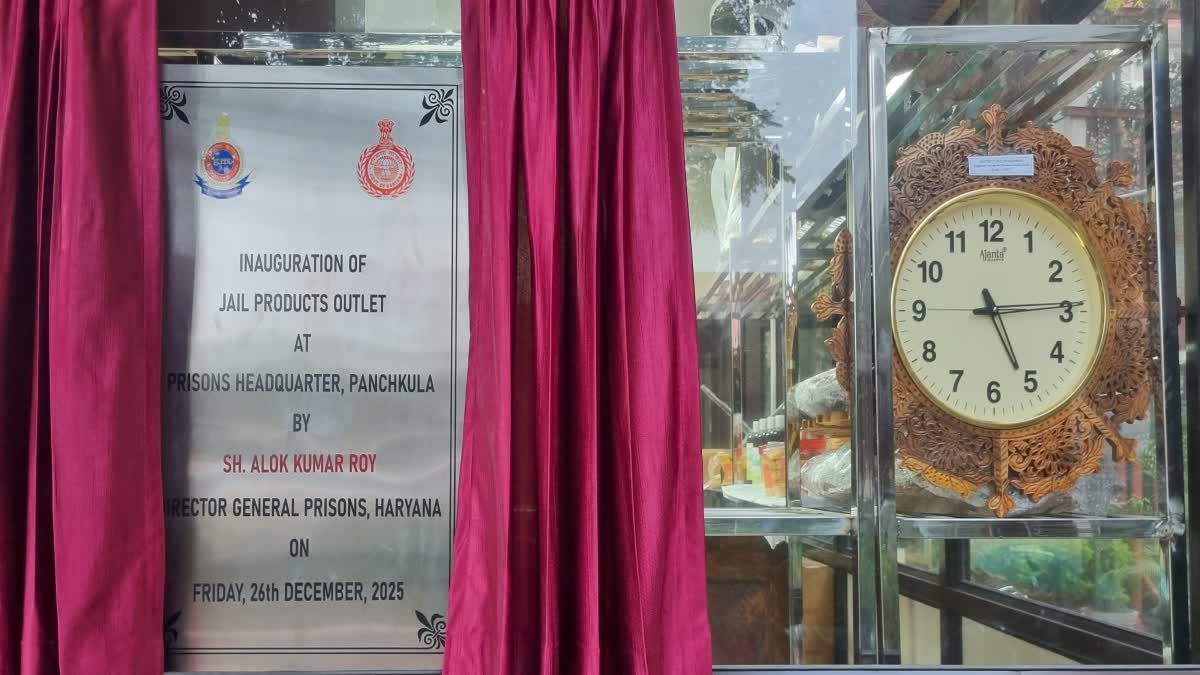 INAUGURATION OF
JAIL PRODUCTS OUTLET
AT
PRISONS HEADQUARTER, PANCHKULA
BY
SH. ALOK KUMAR ROY
DIRECTOR GENERAL PRISONS, HARYANA
ON
FRIDAY, 26th DECEMBER, 2025
12
1
2
3
4
5
6
7
8
9
10
11
Ajanta